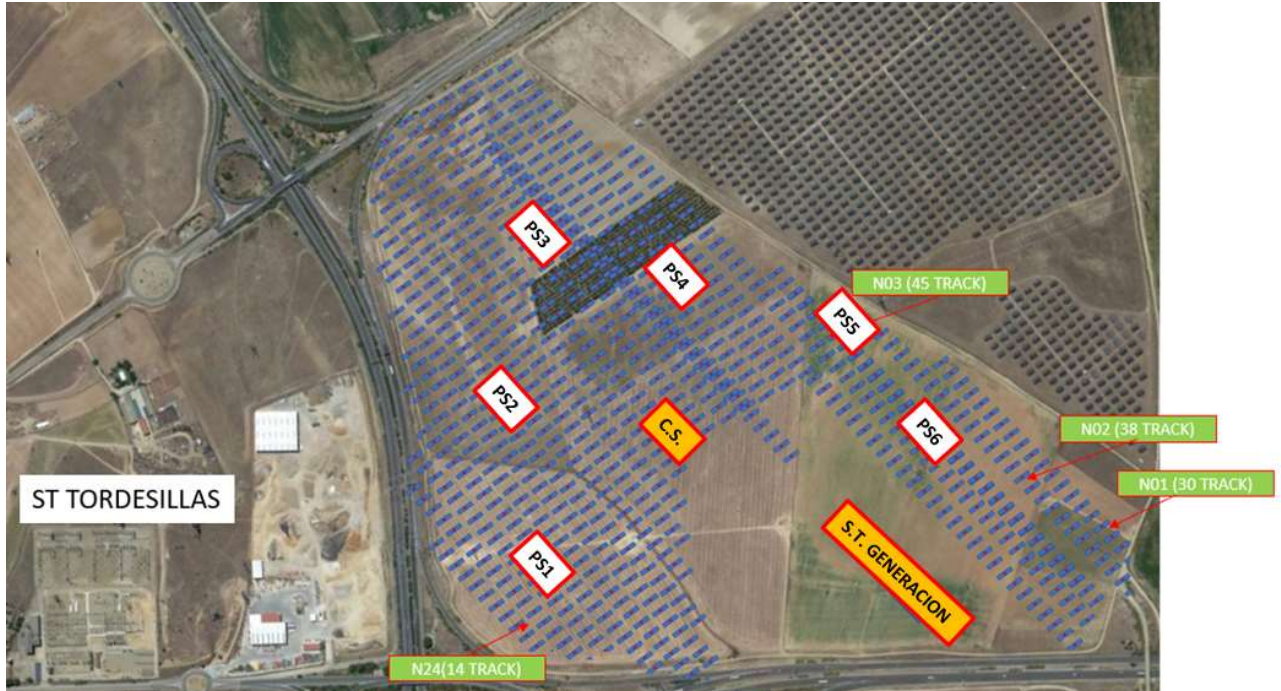 PS3
PS4
N03 (45 TRACK)
PS5
PS2
C.S.
PS6
N02 (38 TRACK)
N01 (30 TRACK)
ST TORDESILLAS
S.T. GENERACION
PS1
N24(14 TRACK)